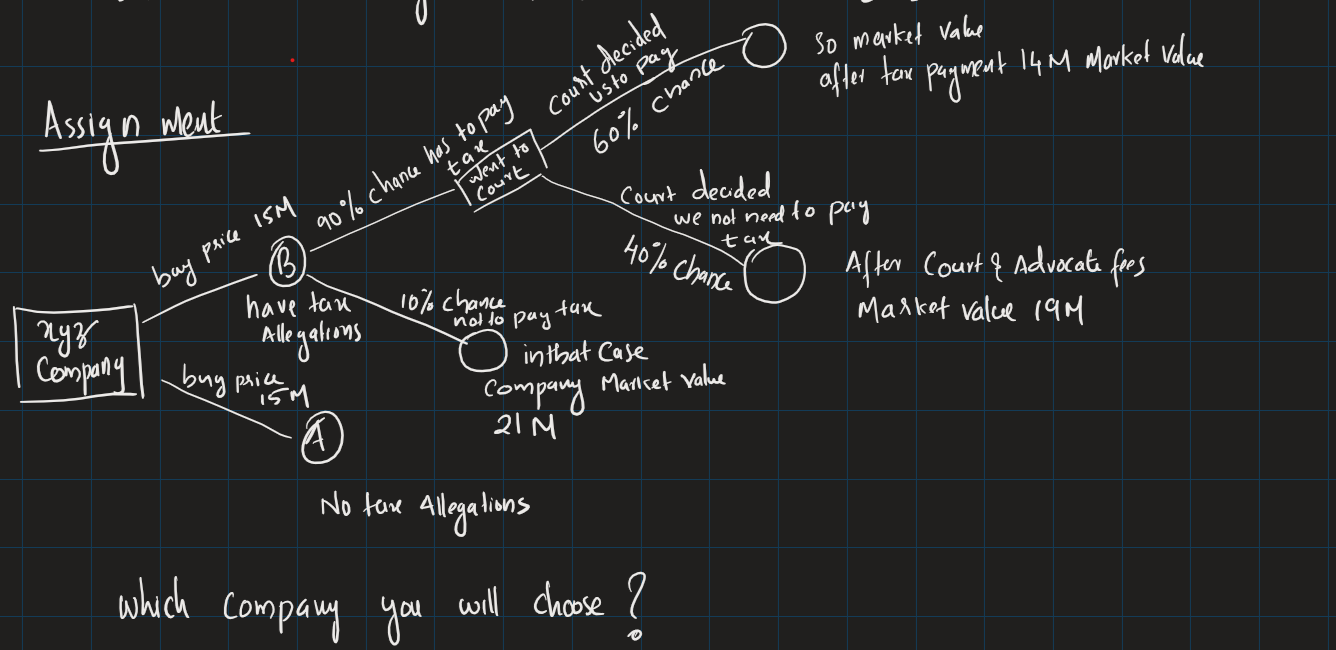 Assignment
xyz
Company
buy price 15M
B
have tax
Allegations
buy price
15M
A
No tax Allegations
90% chance has to pay
tax
went to
Court
10% chance
not to pay tax
in that Case
Company Market Value
21 M
Court decided
us to pay
60% chance
So market value
after tax payment 14M Market Value
Court decided
we not need to pay
tax
40% chance
After Court & Advocate fees
Market value 19M
which Company you will choose ?